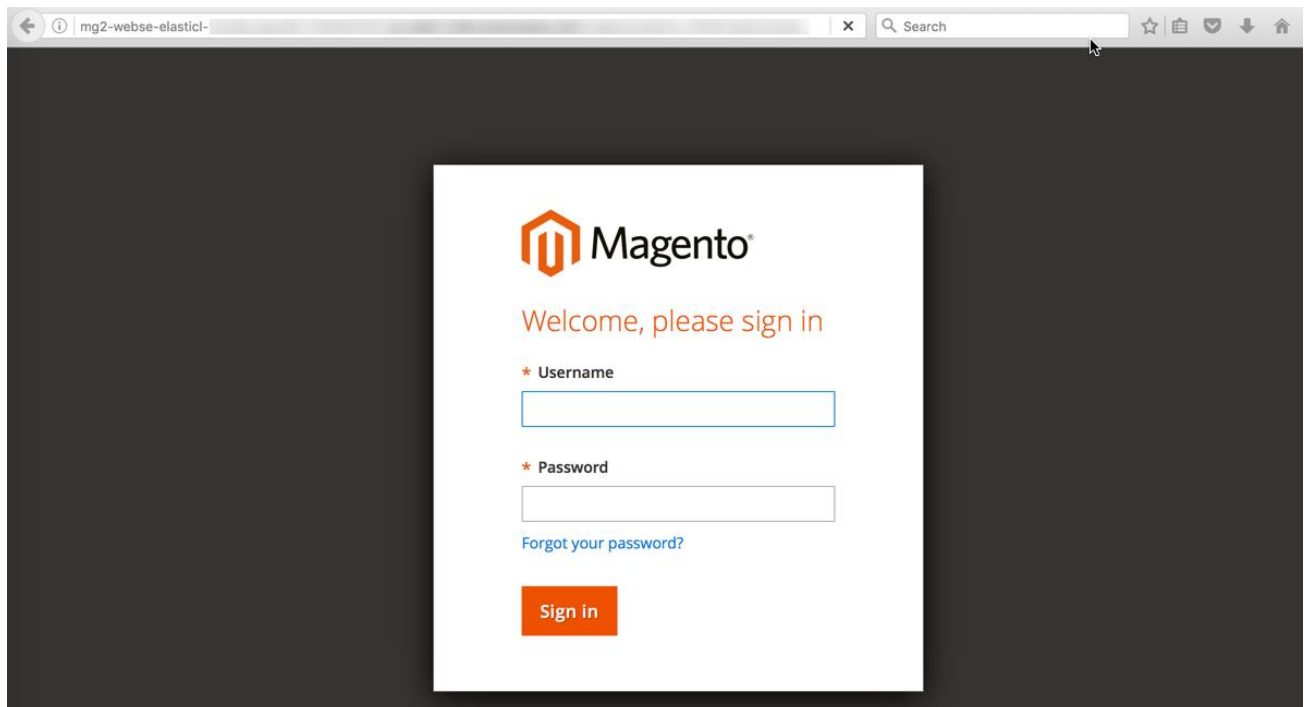 mg2-webse-elasticl-
Search
Magento®
Welcome, please sign in
* Username
* Password
Forgot your password?
Sign in